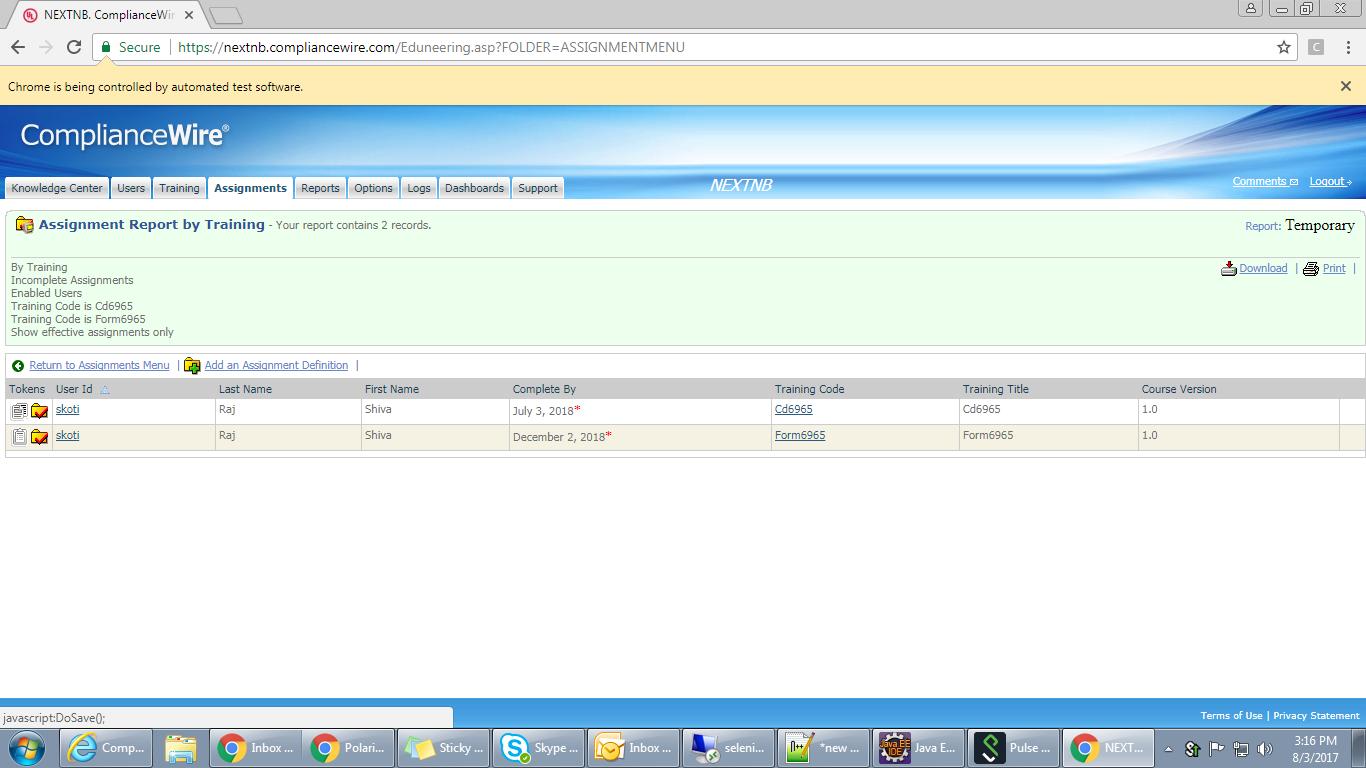 NEXTNB. ComplianceWir
Secure https://nextnb.compliancewire.com/Eduneering.asp?FOLDER=ASSIGNMENTMENU
C
Chrome is being controlled by automated test software.
ComplianceWire®
Knowledge Center Users Training Assignments Reports Options Logs Dashboards Support NEXTNB Comments Logout
Assignment Report by Training - Your report contains 2 records. Report: Temporary
By Training Download | Print |
Incomplete Assignments
Enabled Users
Training Code is Cd6965
Training Code is Form6965
Show effective assignments only
Return to Assignments Menu | Add an Assignment Definition |
Tokens User Id Last Name First Name Complete By Training Code Training Title Course Version
skoti Raj Shiva July 3, 2018* Cd6965 Cd6965 1.0
skoti Raj Shiva December 2, 2018* Form6965 Form6965 1.0
javascript:DoSave();
Terms of Use | Privacy Statement
Comp... Inbox ... Polari... Sticky ... Skype ... Inbox ... seleni... *new ... Java EE IDE Java E... Pulse ... NEXT... 3:16 PM
8/3/2017